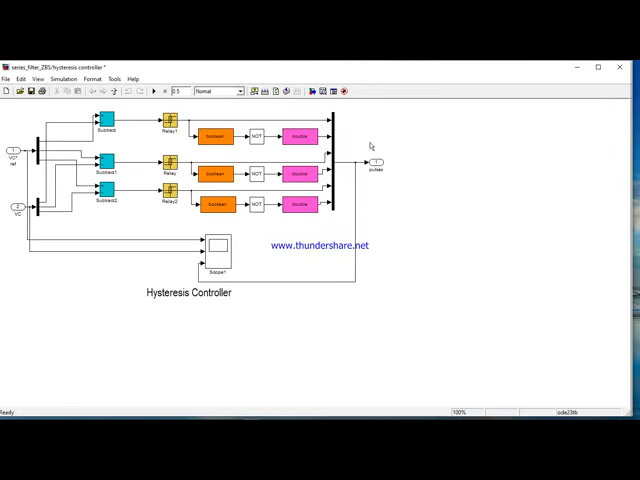 series_filter_ZBS/hysteresis controller *
File Edit View Simulation Format Tools Help
0.5 Normal
1
VC*
ref
2
VC
Subtract
Relay1
boolean
NOT
double
Subtract1
Relay
boolean
NOT
double
Subtract2
Relay2
boolean
NOT
double
1
pulses
Scope1
www.thundershare.net
Hysteresis Controller
Ready
100%
ode23tb